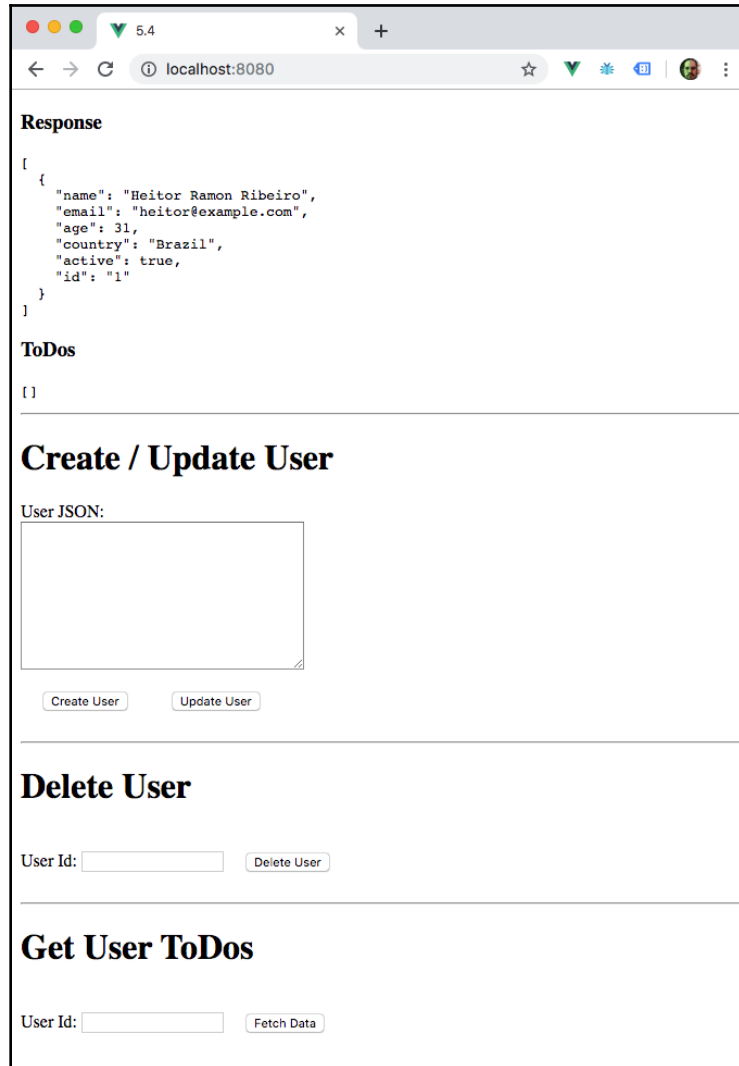 5.4
localhost:8080
Response
[
  {
    "name": "Heitor Ramon Ribeiro",
    "email": "heitor@example.com",
    "age": 31,
    "country": "Brazil",
    "active": true,
    "id": "1"
  }
]
ToDos
[]
Create / Update User
User JSON:
Create User Update User
Delete User
User Id: Delete User
Get User ToDos
User Id: Fetch Data